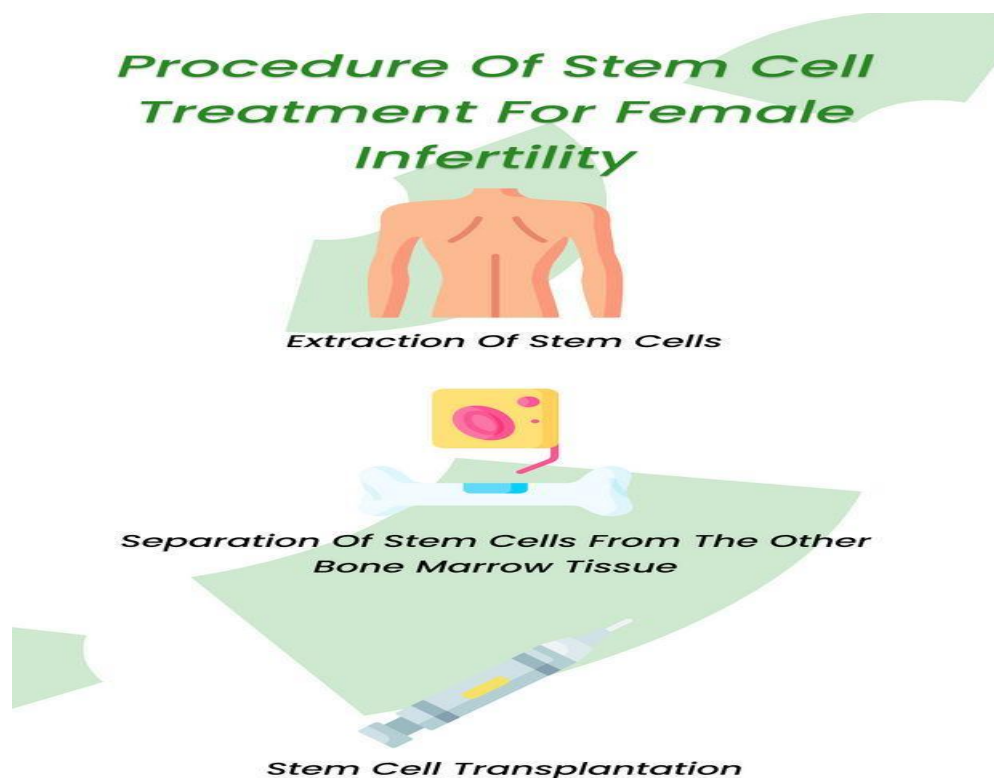 Procedure Of Stem Cell
Treatment For Female
Infertility
Extraction Of Stem Cells
Separation Of Stem Cells From The Other
Bone Marrow Tissue
Stem Cell Transplantation